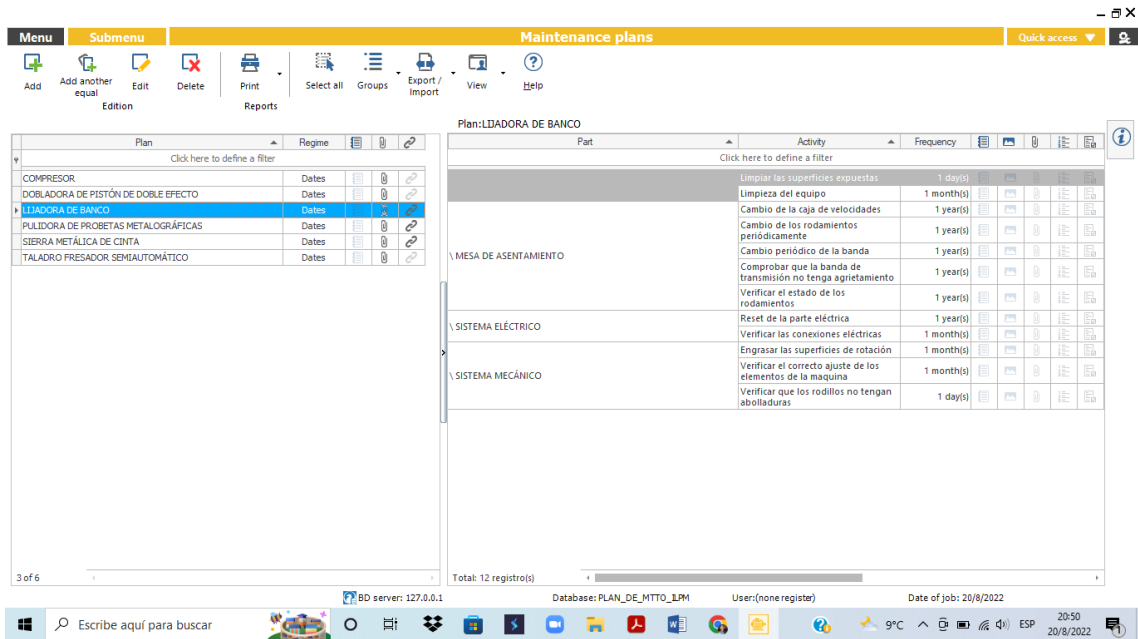 Menu Submenu Maintenance plans Quick access
Add
Add another
equal
Edit
Delete
Print
Select all
Groups
Export /
Import
View
Help
Edition
Reports
Plan:LIJADORA DE BANCO
Plan Regime
Click here to define a filter
COMPRESOR Dates
DOBLADORA DE PISTÓN DE DOBLE EFECTO Dates
LIJADORA DE BANCO Dates
PULIDORA DE PROBETAS METALOGRÁFICAS Dates
SIERRA METÁLICA DE CINTA Dates
TALADRO FRESADOR SEMIAUTOMÁTICO Dates
3 of 6
Part Activity Frequency
Click here to define a filter
\ MESA DE ASENTAMIENTO
Limpiar las superficies expuestas 1 day(s)
Limpieza del equipo 1 month(s)
Cambio de la caja de velocidades 1 year(s)
Cambio de los rodamientos
periódicamente 1 year(s)
Cambio periódico de la banda 1 year(s)
Comprobar que la banda de
transmisión no tenga agrietamiento 1 year(s)
Verificar el estado de los
rodamientos 1 year(s)
\ SISTEMA ELÉCTRICO
Reset de la parte eléctrica 1 year(s)
Verificar las conexiones eléctricas 1 month(s)
\ SISTEMA MECÁNICO
Engrasar las superficies de rotación 1 month(s)
Verificar el correcto ajuste de los
elementos de la maquina 1 month(s)
Verificar que los rodillos no tengan
abolladuras 1 day(s)
Total: 12 registro(s)
BD server: 127.0.0.1 Database: PLAN_DE_MTTO_ILPM User:(none register) Date of job: 20/8/2022
Escribe aquí para buscar
9°C
ESP
20:50
20/8/2022